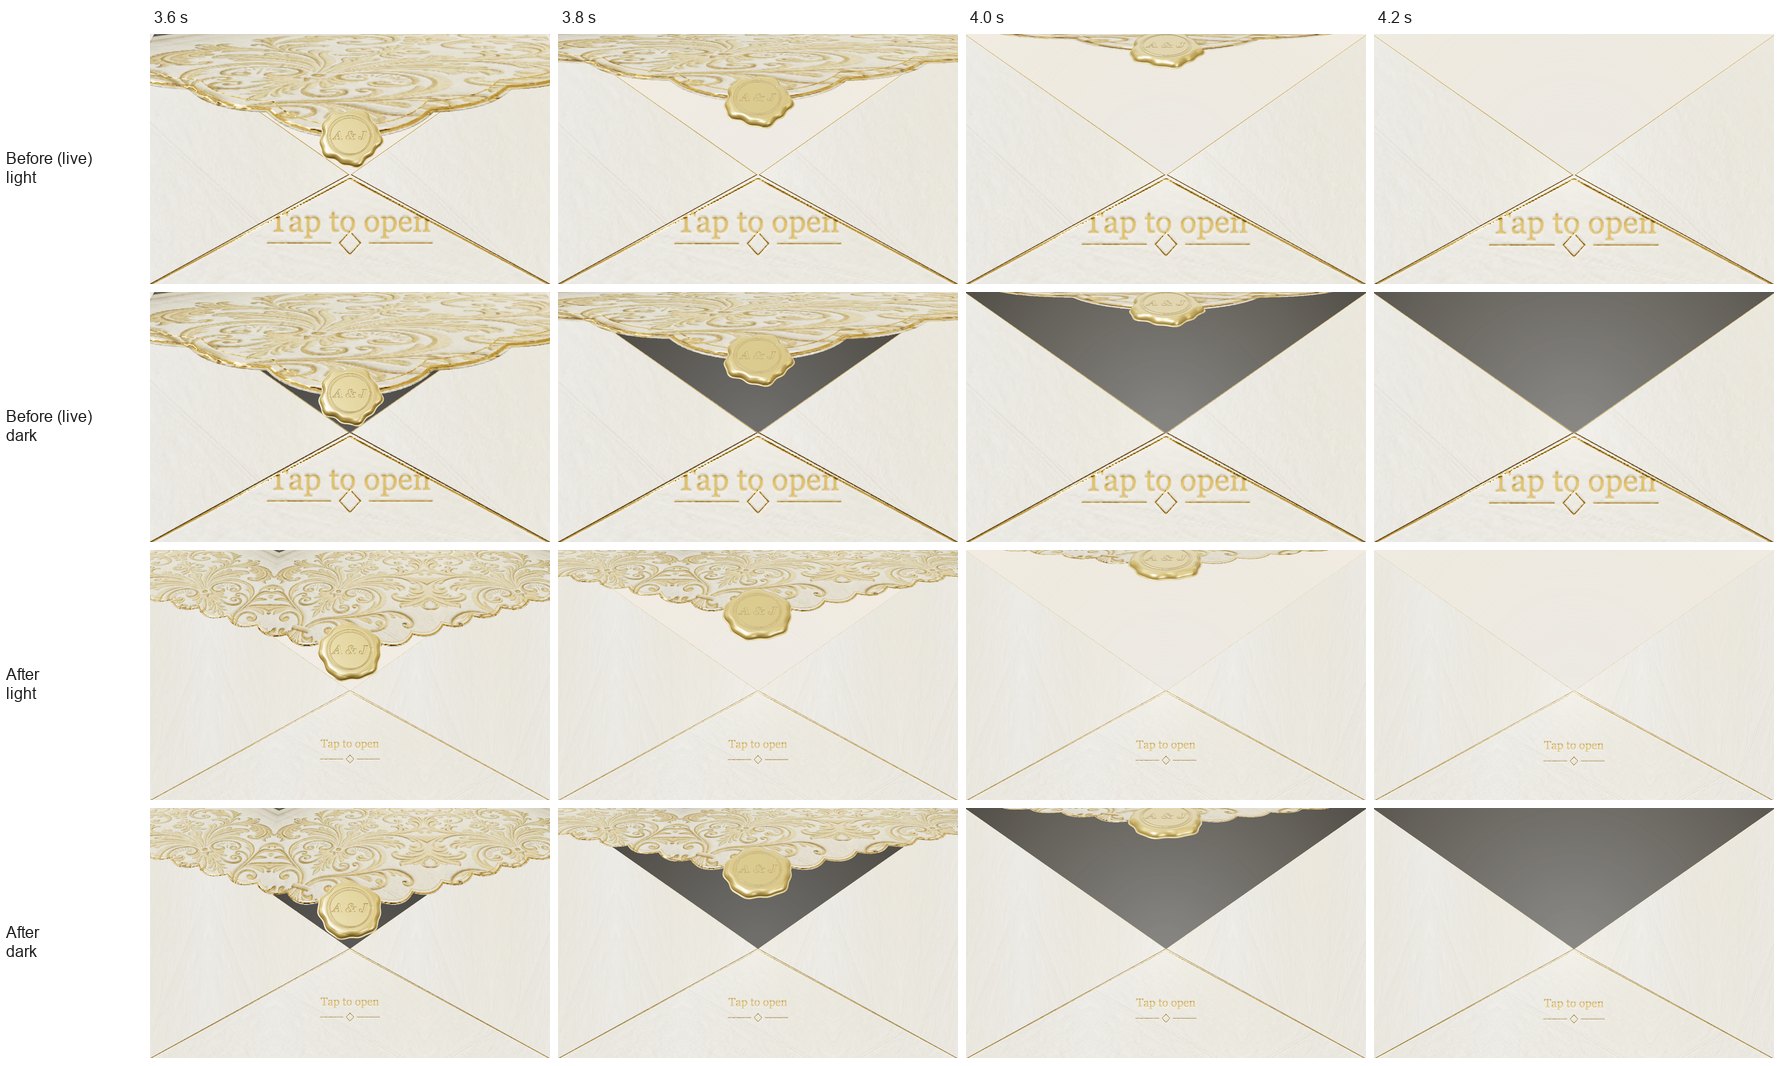 3.6 s 3.8 s 4.0 s 4.2 s
Before (live)
light
A & J
Tap to open
A & J
Tap to open
A & J
Tap to open
Tap to open
Before (live)
dark
A & J
Tap to open
A & J
Tap to open
A & J
Tap to open
Tap to open
After
light
A & J
Tap to open
A & J
Tap to open
A & J
Tap to open
Tap to open
After
dark
A & J
Tap to open
A & J
Tap to open
A & J
Tap to open
Tap to open